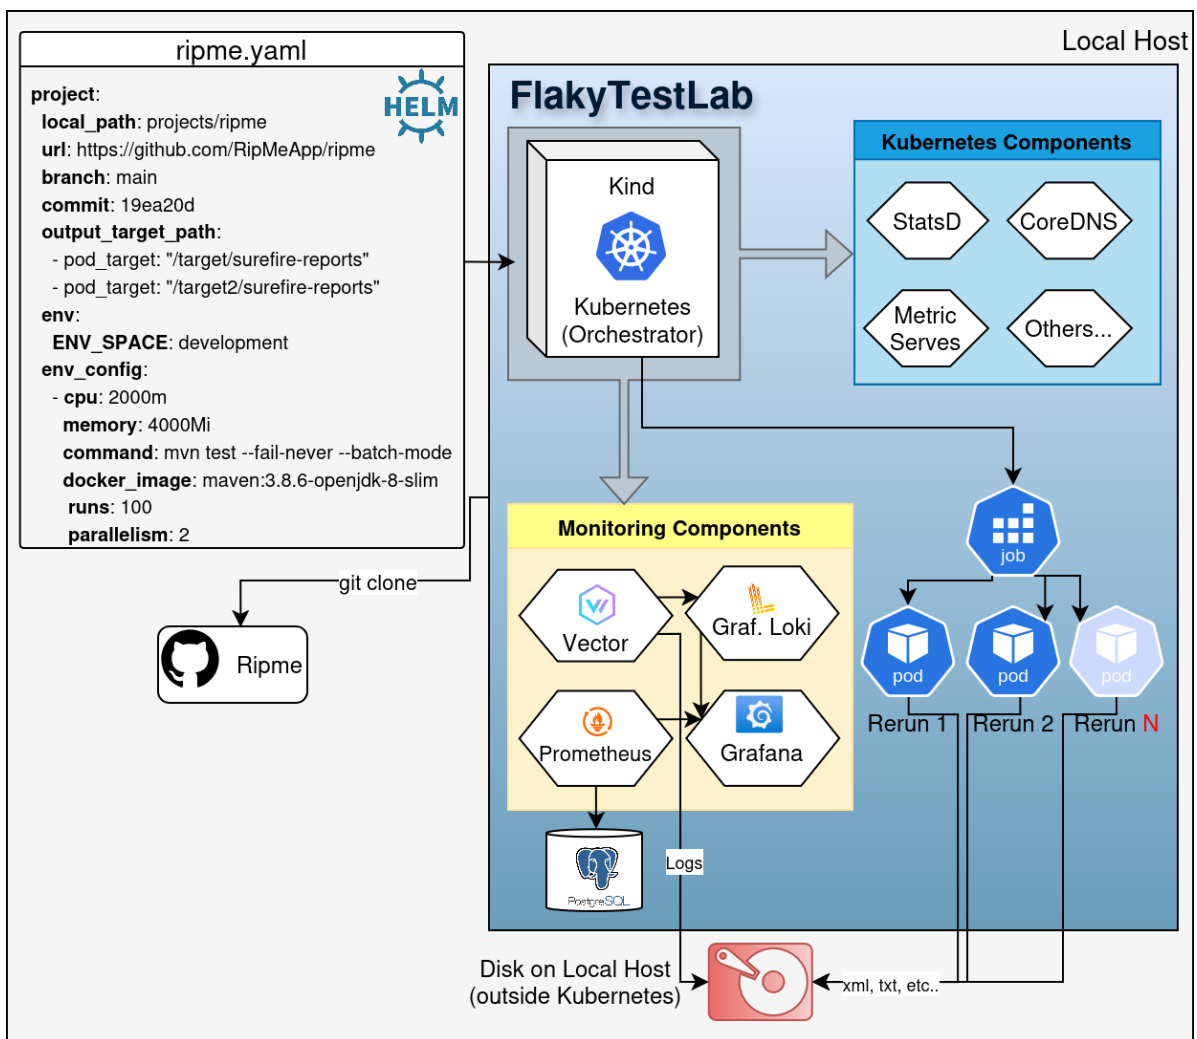 Local Host
ripme.yaml
HELM
project:
local_path: projects/ripme
url: https://github.com/RipMeApp/ripme
branch: main
commit: 19ea20d
output_target_path:
- pod_target: "/target/surefire-reports"
- pod_target: "/target2/surefire-reports"
env:
ENV_SPACE: development
env_config:
- cpu: 2000m
memory: 4000Mi
command: mvn test --fail-never --batch-mode
docker_image: maven:3.8.6-openjdk-8-slim
runs: 100
parallelism: 2
git clone
Ripme
FlakyTestLab
Kind
Kubernetes
(Orchestrator)
Kubernetes Components
StatsD
CoreDNS
Metric
Serves
Others...
Monitoring Components
Vector
Graf. Loki
Prometheus
Grafana
PostgreSQL
Logs
job
pod
pod
pod
Rerun 1
Rerun 2
Rerun N
Disk on Local Host
(outside Kubernetes)
xml, txt, etc..